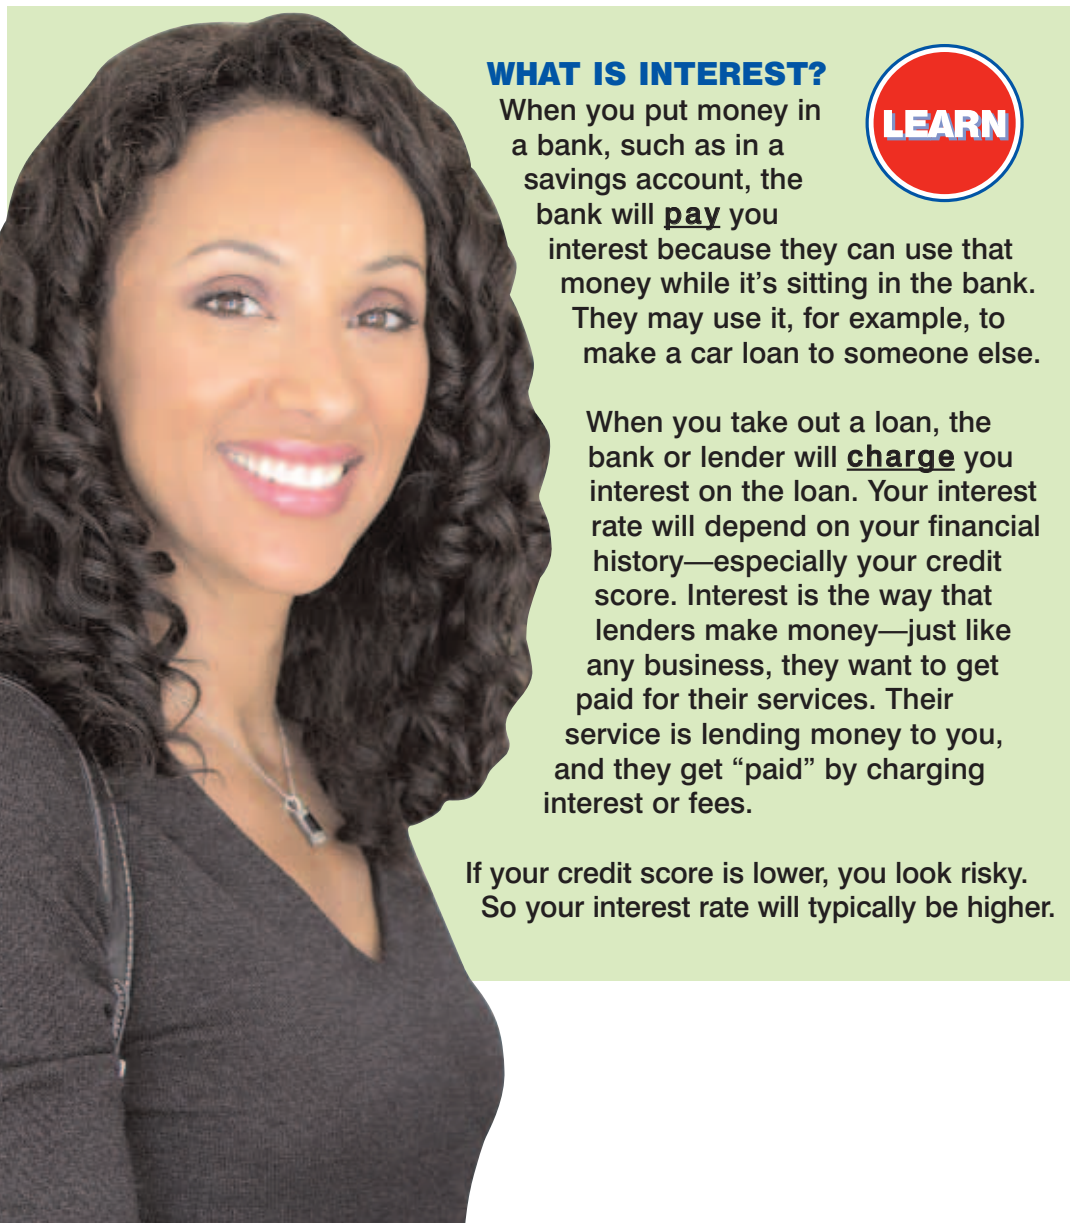 WHAT IS INTEREST?
When you put money in
a bank, such as in a
savings account, the
bank will pay you
interest because they can use that
money while it’s sitting in the bank.
They may use it, for example, to
make a car loan to someone else.
When you take out a loan, the
bank or lender will charge you
interest on the loan. Your interest
rate will depend on your financial
history—especially your credit
score. Interest is the way that
lenders make money—just like
any business, they want to get
paid for their services. Their
service is lending money to you,
and they get “paid” by charging
interest or fees.
If your credit score is lower, you look risky.
So your interest rate will typically be higher.
LEARN